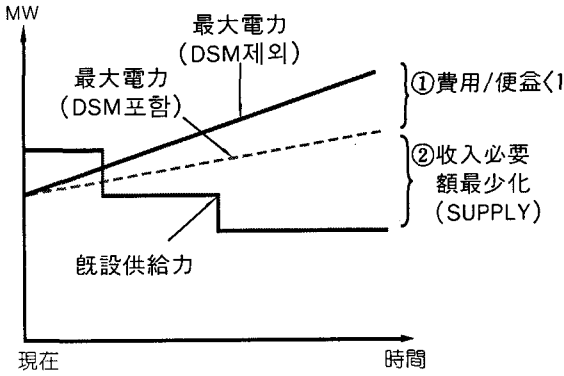 MW
最大電力
(DSM제외)
最大電力
(DSM포함)
①費用/便益<1
②收入必要
額最少化
(SUPPLY)
旣設供給力
現在
時間